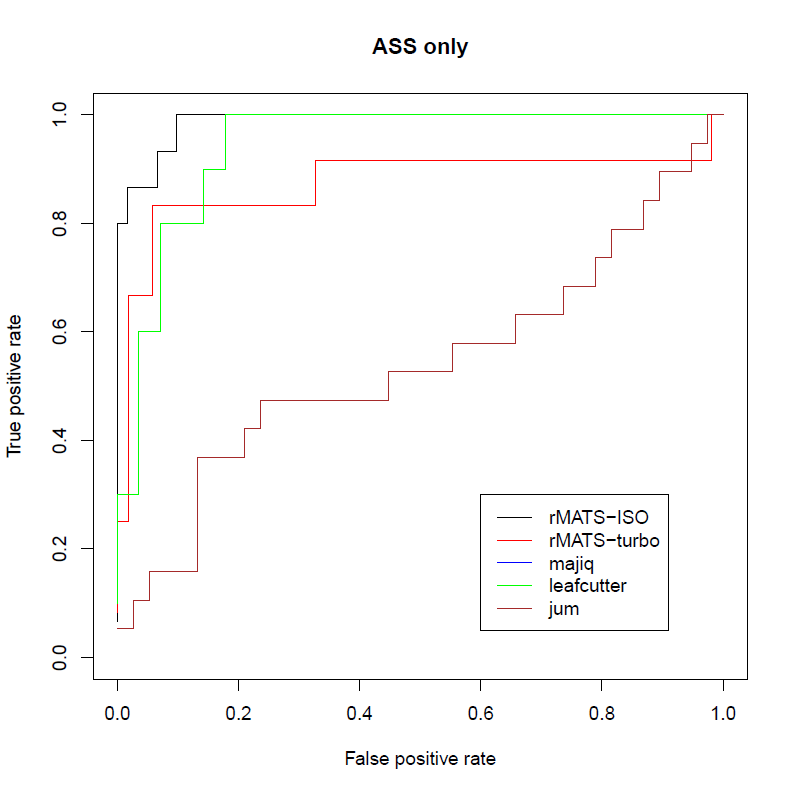 ASS only
True positive rate
1.0
0.8
0.6
0.4
0.2
0.0
rMATS−ISO
rMATS−turbo
majiq
leafcutter
jum
0.0 0.2 0.4 0.6 0.8 1.0
False positive rate